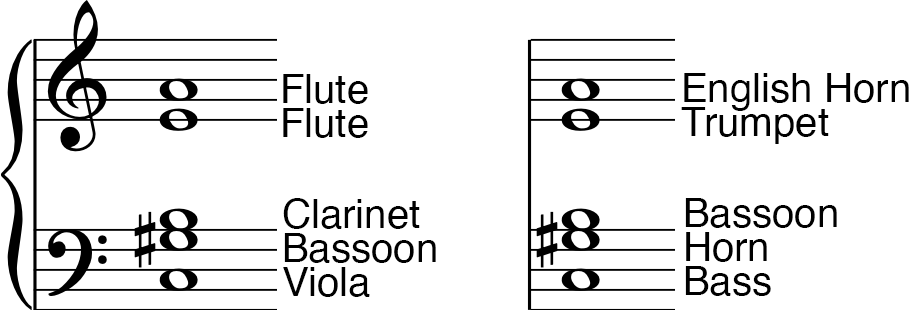 Flute
Flute
Clarinet
Bassoon
Viola
English Horn
Trumpet
Bassoon
Horn
Bass